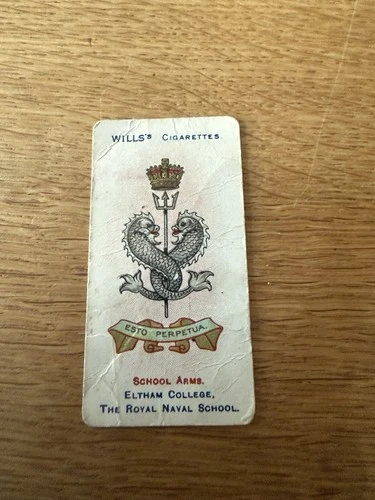 WILLS'S CIGARETTES.
ESTO PERPETUA.
SCHOOL ARMS.
ELTHAM COLLEGE,
THE ROYAL NAVAL SCHOOL.